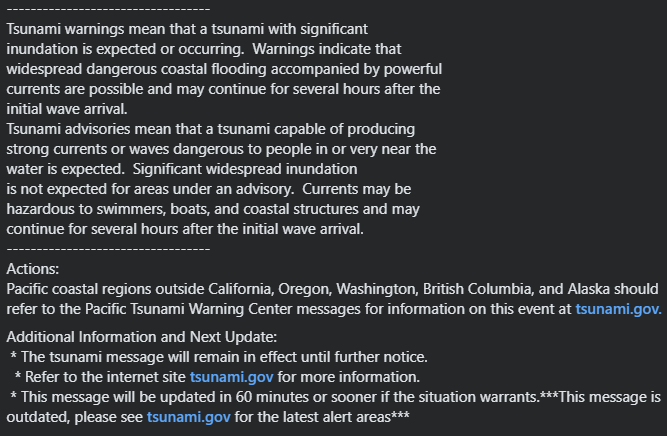 ----------------------------------
Tsunami warnings mean that a tsunami with significant
inundation is expected or occurring.  Warnings indicate that
widespread dangerous coastal flooding accompanied by powerful
currents are possible and may continue for several hours after the
initial wave arrival.
Tsunami advisories mean that a tsunami capable of producing
strong currents or waves dangerous to people in or very near the
water is expected.  Significant widespread inundation
is not expected for areas under an advisory.  Currents may be
hazardous to swimmers, boats, and coastal structures and may
continue for several hours after the initial wave arrival.
----------------------------------
Actions:
Pacific coastal regions outside California, Oregon, Washington, British Columbia, and Alaska should
refer to the Pacific Tsunami Warning Center messages for information on this event at tsunami.gov.
Additional Information and Next Update:
* The tsunami message will remain in effect until further notice.
* Refer to the internet site tsunami.gov for more information.
* This message will be updated in 60 minutes or sooner if the situation warrants.***This message is
outdated, please see tsunami.gov for the latest alert areas***